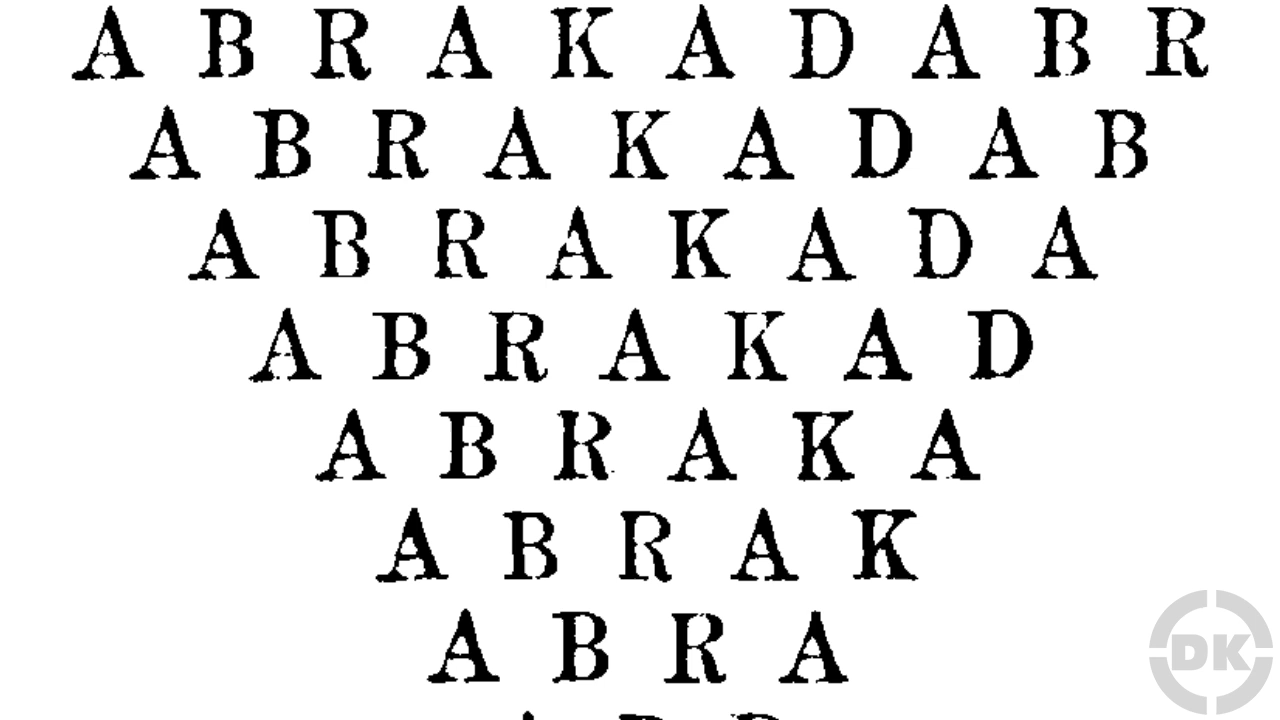 A B R A K A D A B R
A B R A K A D A B
A B R A K A D A
A B R A K A D
A B R A K A
A B R A K
A B R A
DK